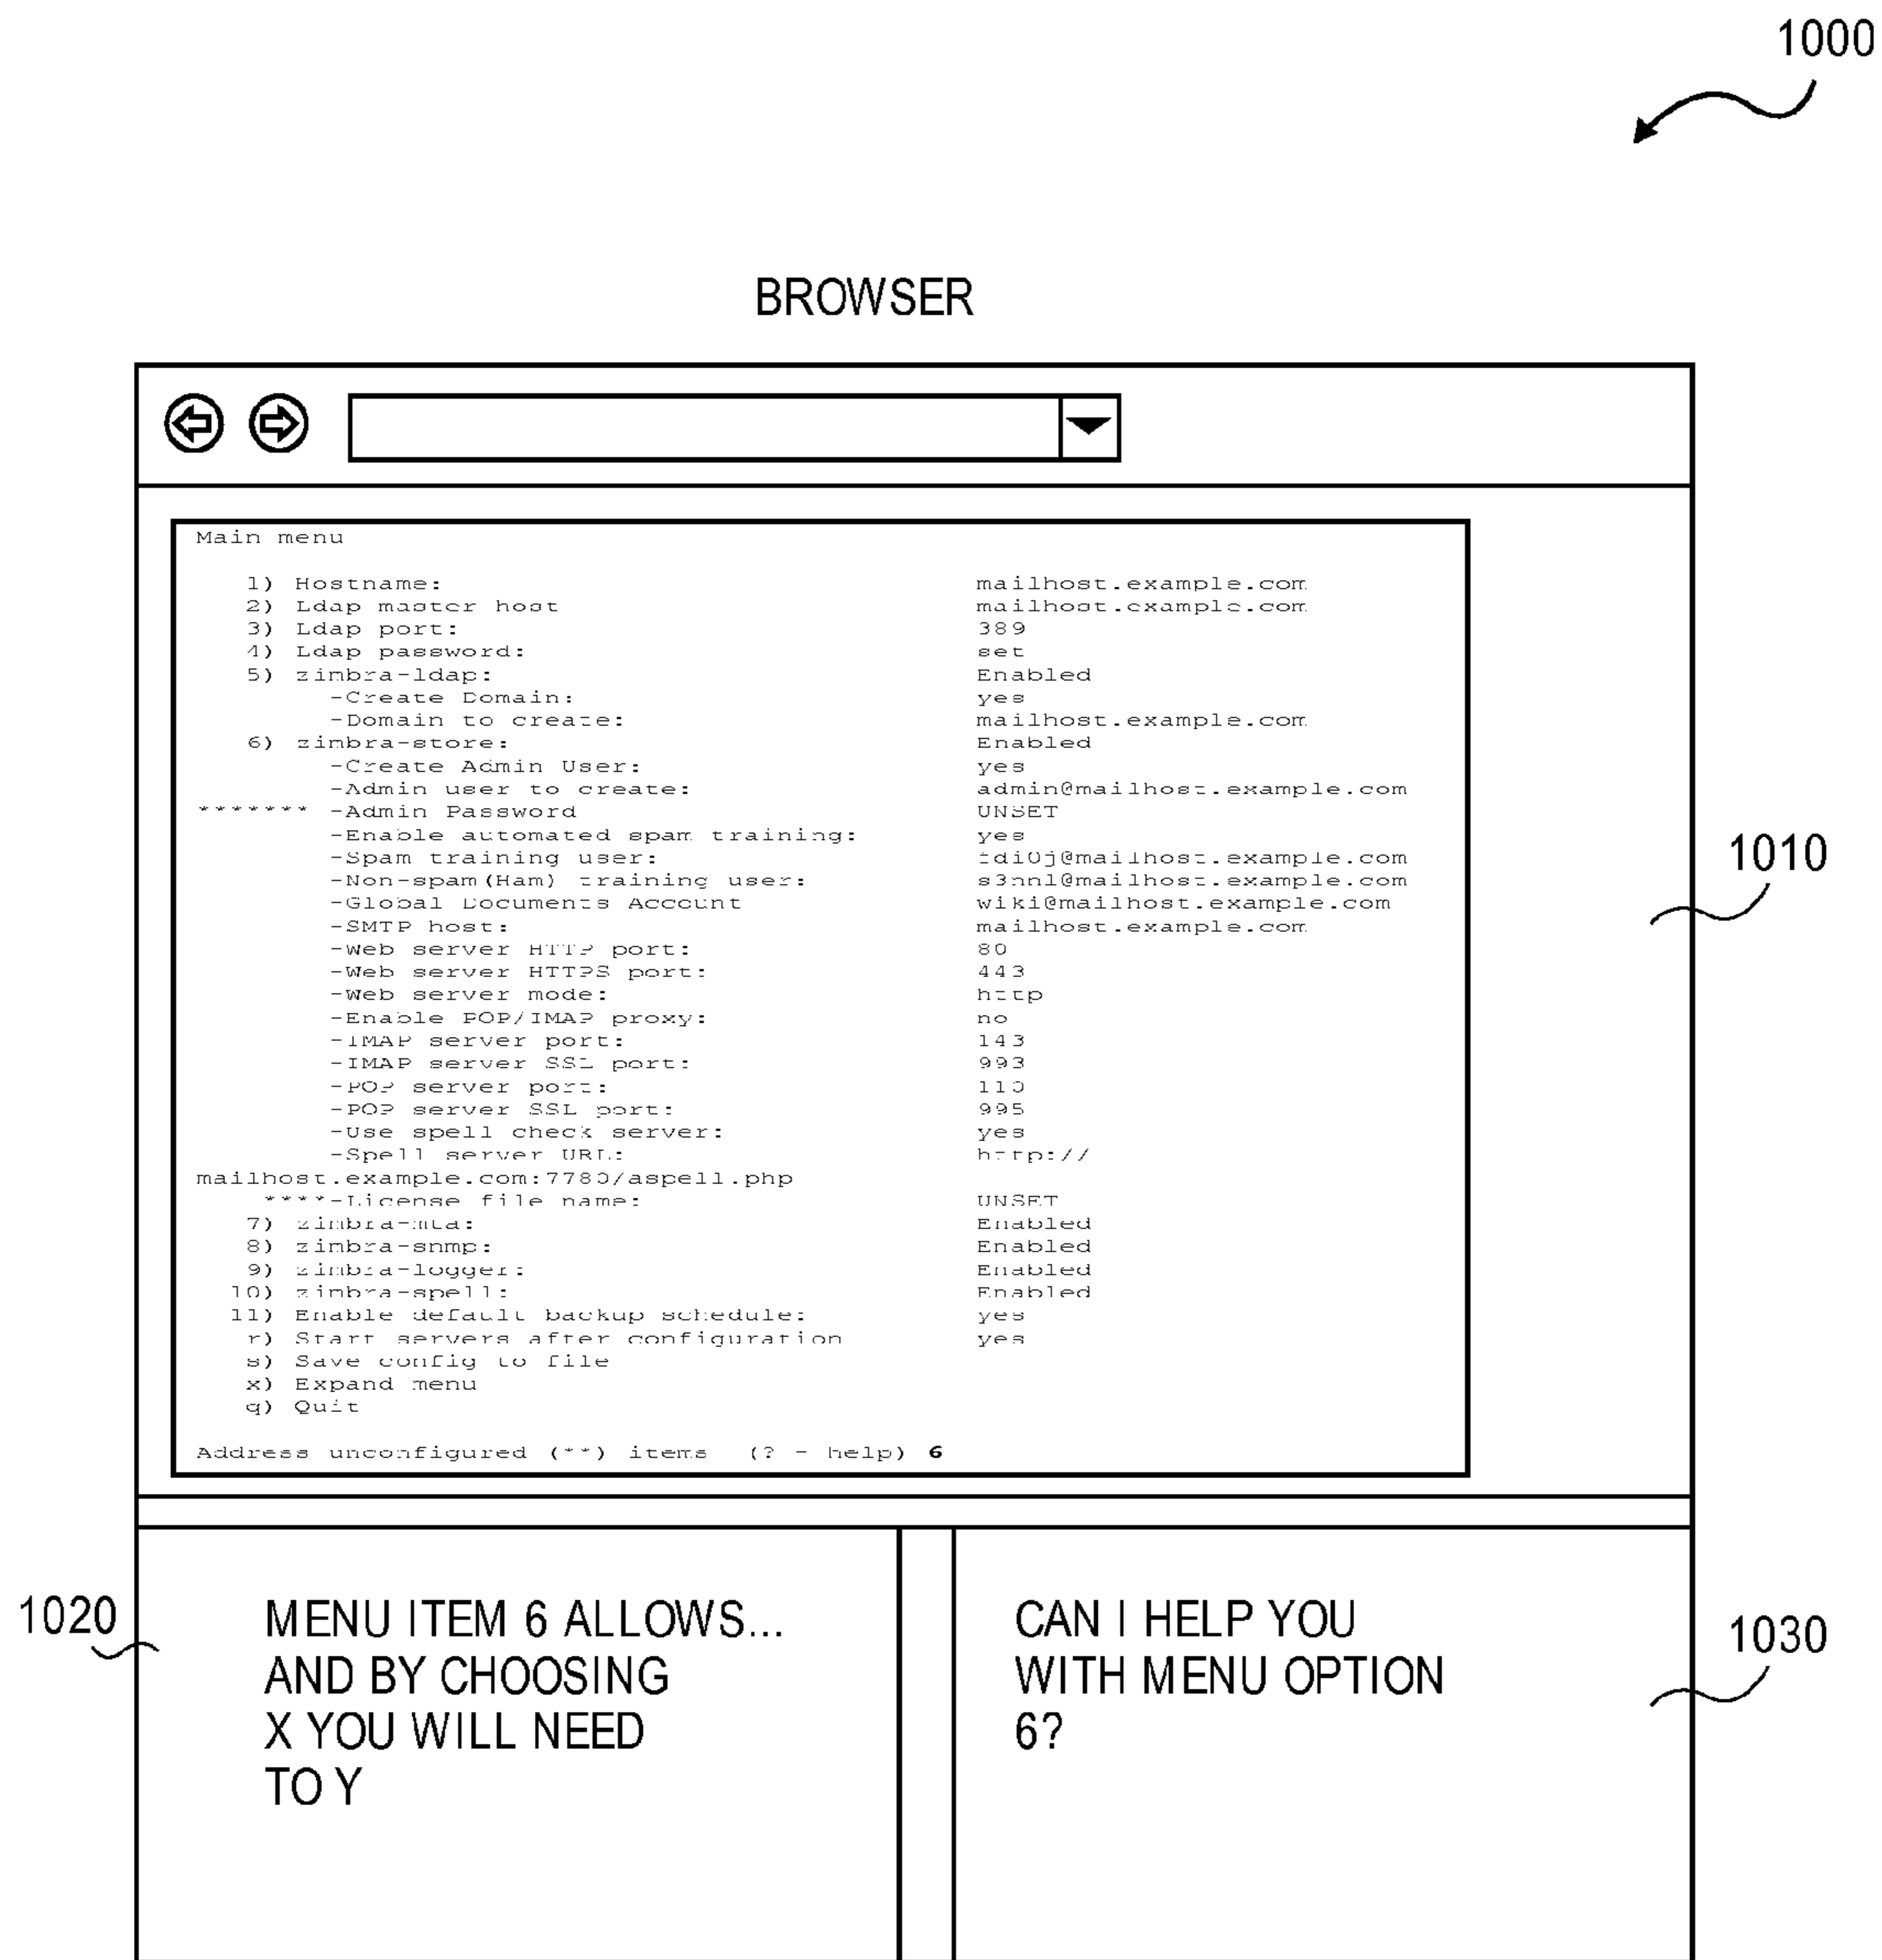 1000
BROWSER
Main menu
1) Hostname: mailhost.example.com
2) Ldap master host mailhost.example.com
3) Ldap port: 389
4) Ldap password: set
5) zimbra-ldap: Enabled
-Create Domain: yes
-Domain to create: mailhost.example.com
6) zimbra-store: Enabled
-Create Admin User: yes
-Admin user to create: admin@mailhost.example.com
******* -Admin Password UNSET
-Enable automated spam training: yes
-Spam training user: @mailhost.example.com
-Non-spam(Ham) training user: @mailhost.example.com
-Global Documents Account wiki@mailhost.example.com
-SMTP host: mailhost.example.com
-Web server HTTP port: 80
-Web server HTTPS port: 443
-Web server mode: http
-Enable POP/IMAP proxy: no
-IMAP server port: 143
-IMAP server SSL port: 993
-POP server port: 110
-POP server SSL port: 995
-Use spell check server: yes
-Spell server URL: http://
mailhost.example.com:7780/aspell.php
****-License file name: UNSET
7) zimbra-mta: Enabled
8) zimbra-snmp: Enabled
9) zimbra-logger: Enabled
10) zimbra-spell: Enabled
11) Enable default backup schedule: yes
r) Start servers after configuration yes
s) Save config to file
x) Expand menu
q) Quit
Address unconfigured (**) items (? - help) 6
1010
MENU ITEM 6 ALLOWS...
AND BY CHOOSING
X YOU WILL NEED
TO Y
1020
CAN I HELP YOU
WITH MENU OPTION
6?
1030